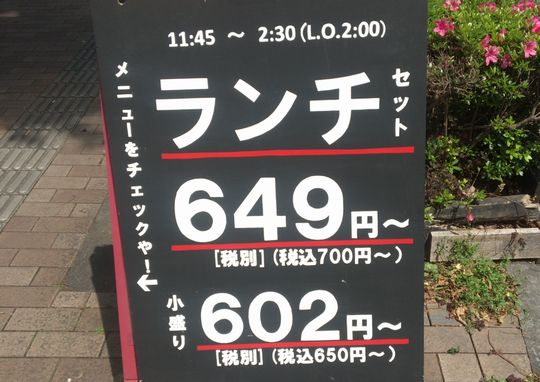 11:45 ～ 2:30(L.O.2:00)
ランチ
セット
メニューをチェックや!←
649円～
[税別](税込700円～)
小盛り
602円～
[税別](税込650円～)